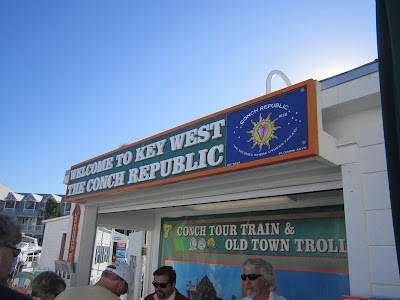 WELCOME TO KEY WEST
THE CONCH REPUBLIC
CONCH REPUBLIC
CONCH TOUR TRAIN &
OLD TOWN TROLL